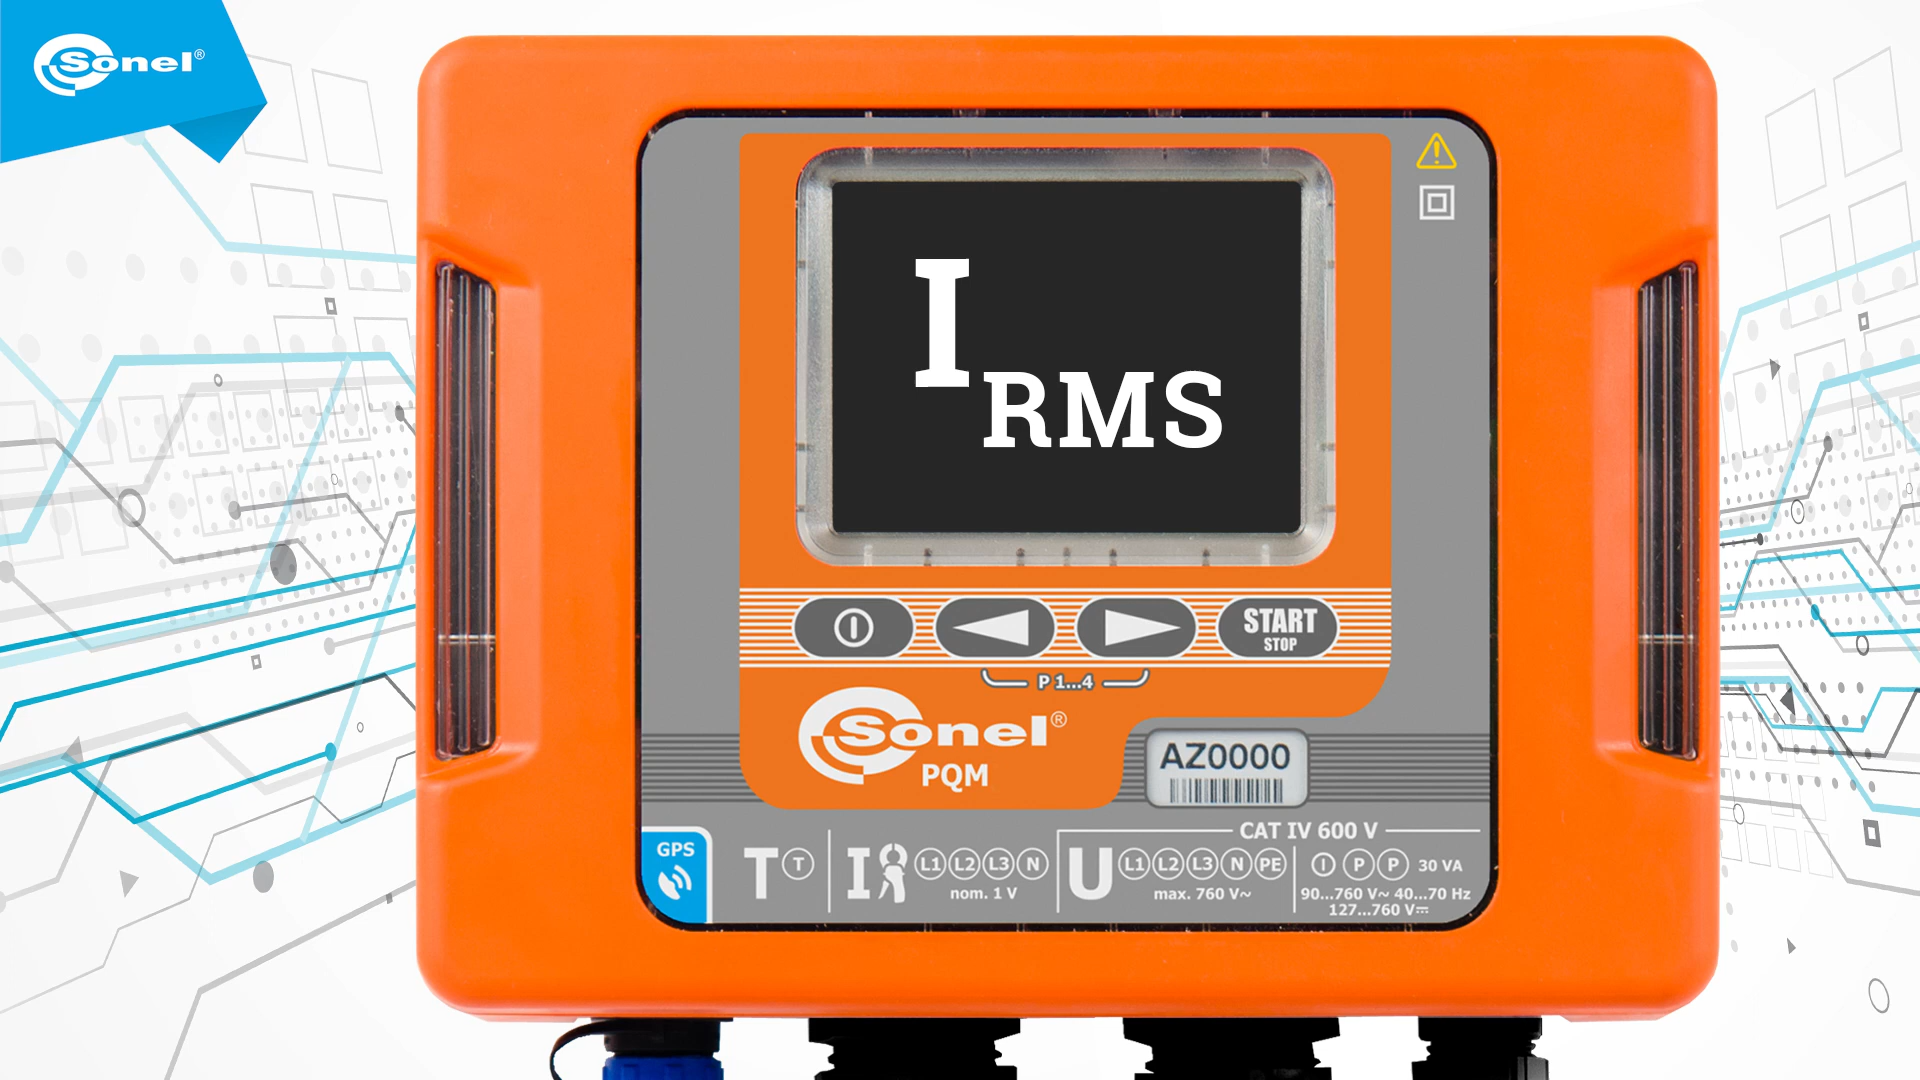 Sonel®
I RMS
START
STOP
P 1...4
Sonel®
PQM
AZ0000
CAT IV 600 V
GPS
T T
I L1 L2 L3 N
nom. 1 V
U L1 L2 L3 N PE
max. 760 V~
I P P 30 VA
90...760 V~ 40...70 Hz
127...760 V⎓